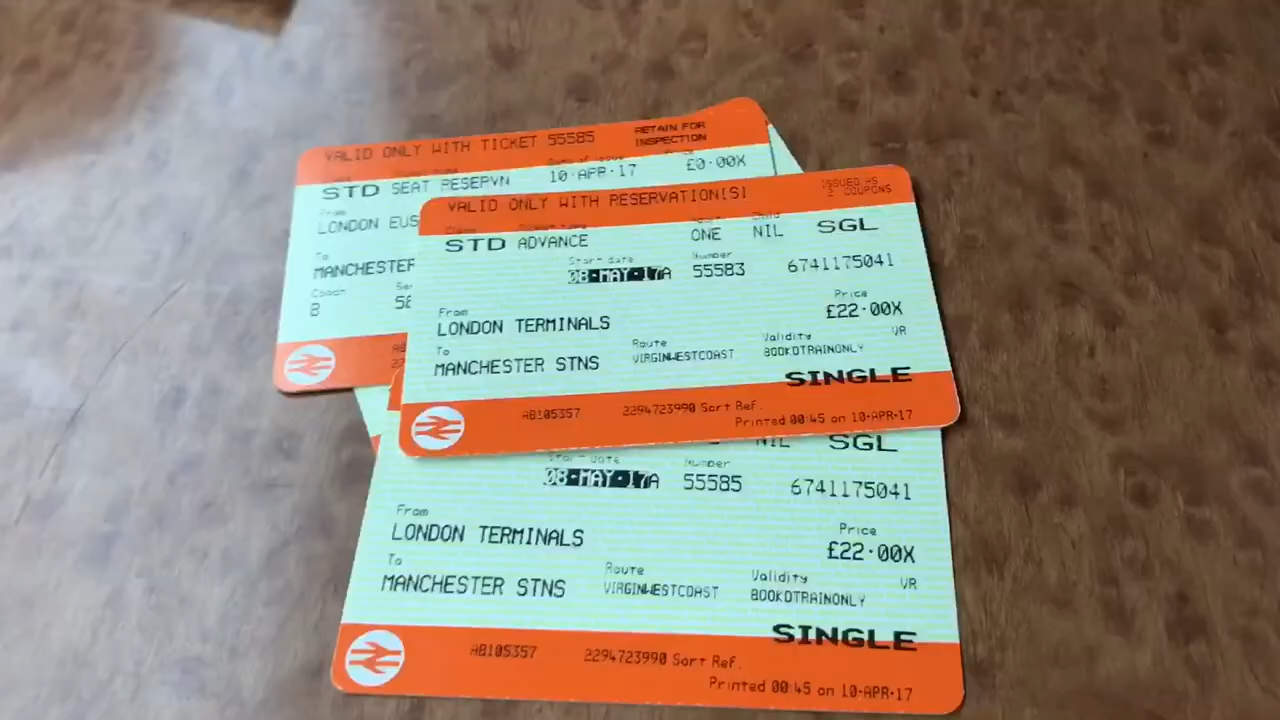 VALID ONLY WITH TICKET 55585
RETAIN FOR
INSPECTION
STD SEAT RESERVN 10·APR·17 £0·00X
From
LONDON EUS
To
MANCHESTER
Coach
B 58
VALID ONLY WITH RESERVATION(S)
ISSUED AS
2 COUPONS
STD ADVANCE ONE NIL SGL
Start date Number
08·MAY·17A 55583 6741175041
Price
£22·00X
From
LONDON TERMINALS
To Route Validity VR
MANCHESTER STNS VIRGINWESTCOAST BOOKDTRAINONLY
SINGLE
AB105357 2294723990 Sort Ref.
Printed 00:45 on 10-APR-17
NIL SGL
Start date Number
08·MAY·17A 55585 6741175041
From Price
LONDON TERMINALS £22·00X
To Route Validity VR
MANCHESTER STNS VIRGINWESTCOAST BOOKDTRAINONLY
SINGLE
AB105357 2294723990 Sort Ref.
Printed 00:45 on 10-APR-17